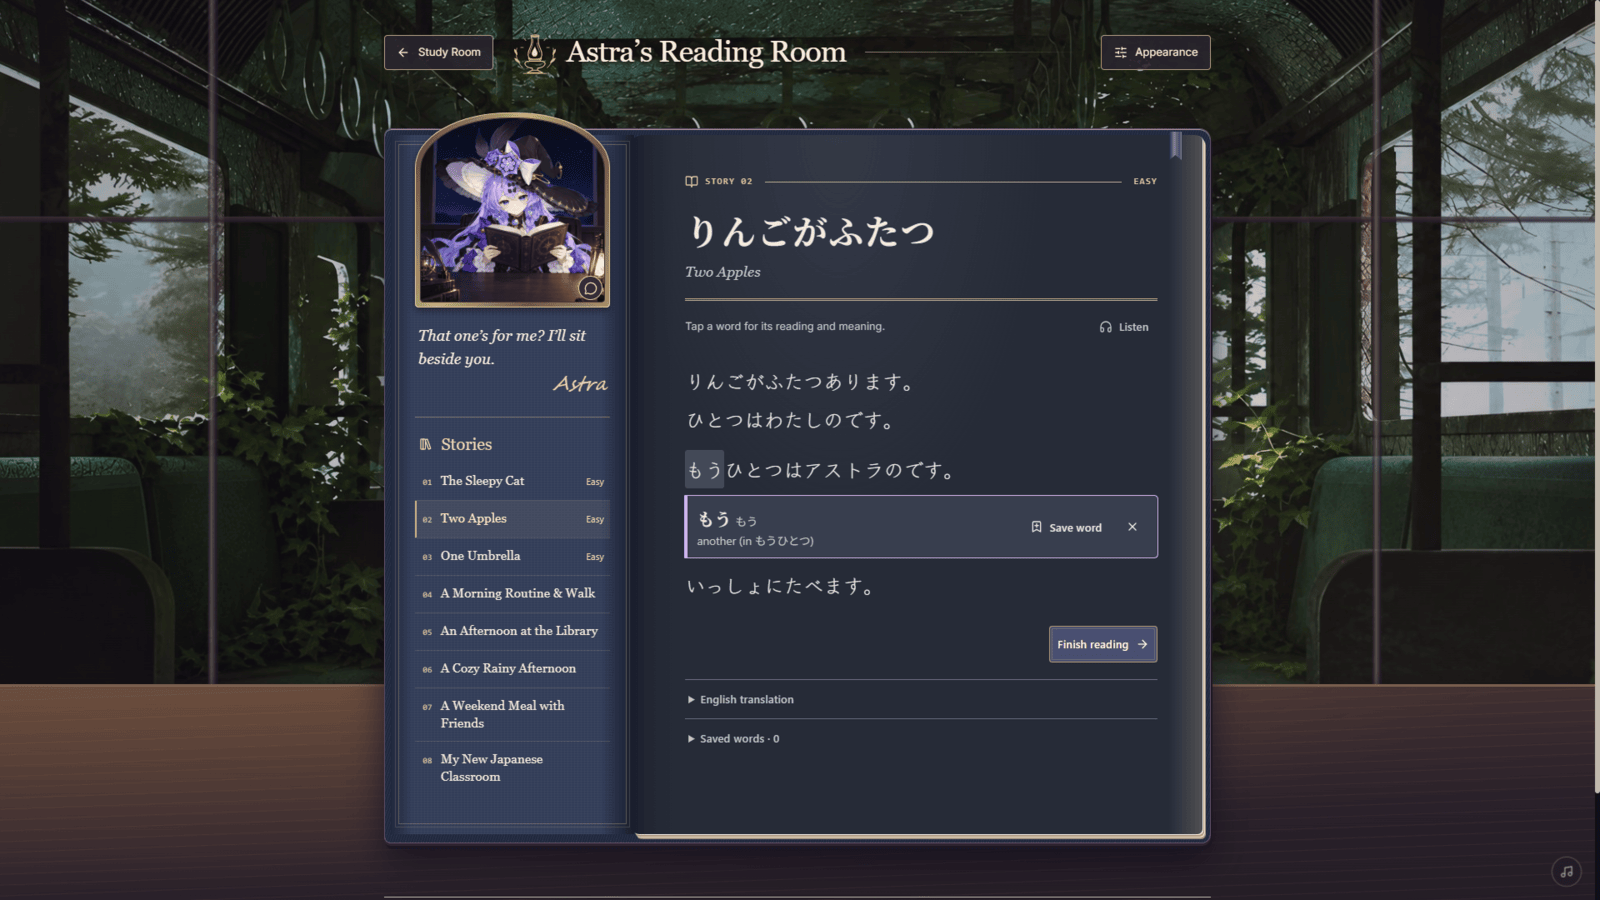 Study Room
Astra's Reading Room
Appearance
That one's for me? I'll sit
beside you.
Astra
Stories
01 The Sleepy Cat Easy
02 Two Apples Easy
03 One Umbrella Easy
04 A Morning Routine & Walk
05 An Afternoon at the Library
06 A Cozy Rainy Afternoon
07 A Weekend Meal with
Friends
08 My New Japanese
Classroom
STORY 02
EASY
りんごがふたつ
Two Apples
Tap a word for its reading and meaning.
Listen
りんごがふたつあります。
ひとつはわたしのです。
もうひとつはアストラのです。
もう もう
another (in もうひとつ)
Save word
いっしょにたべます。
Finish reading
English translation
Saved words · 0